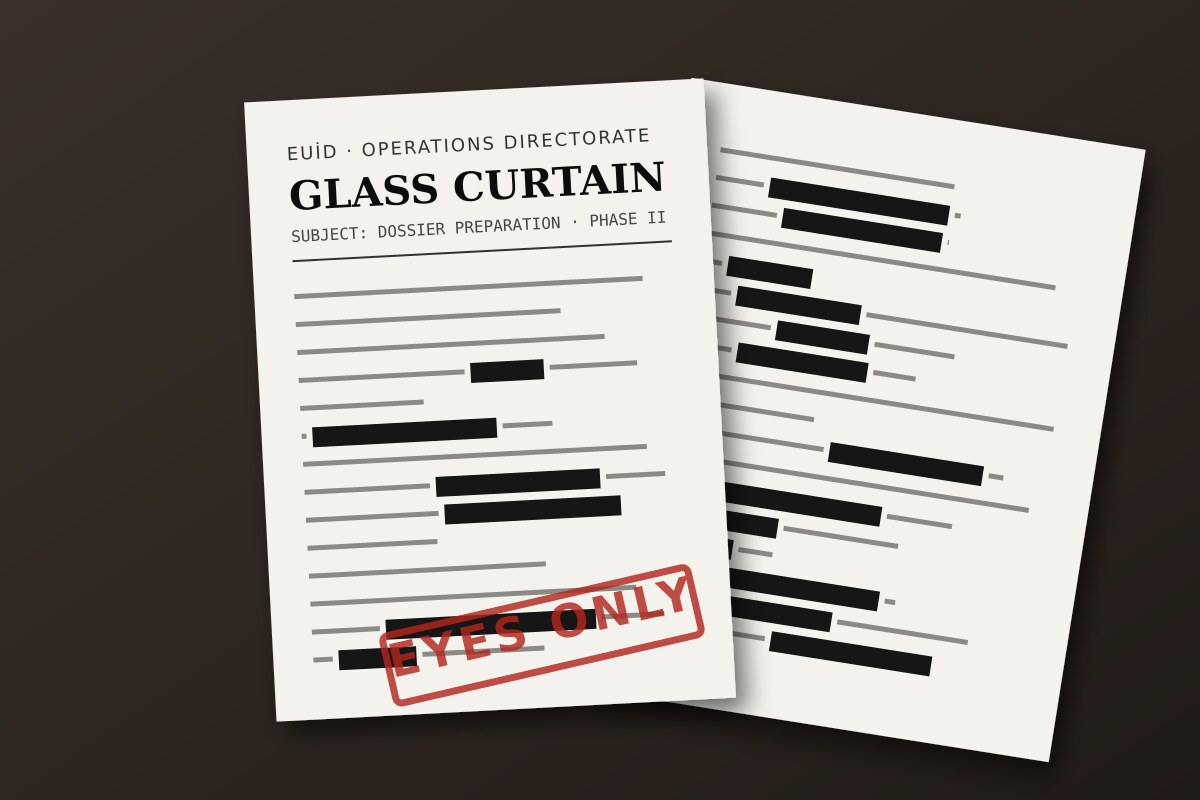 EUİD · OPERATIONS DIRECTORATE
GLASS CURTAIN
SUBJECT: DOSSIER PREPARATION · PHASE II
EYES ONLY